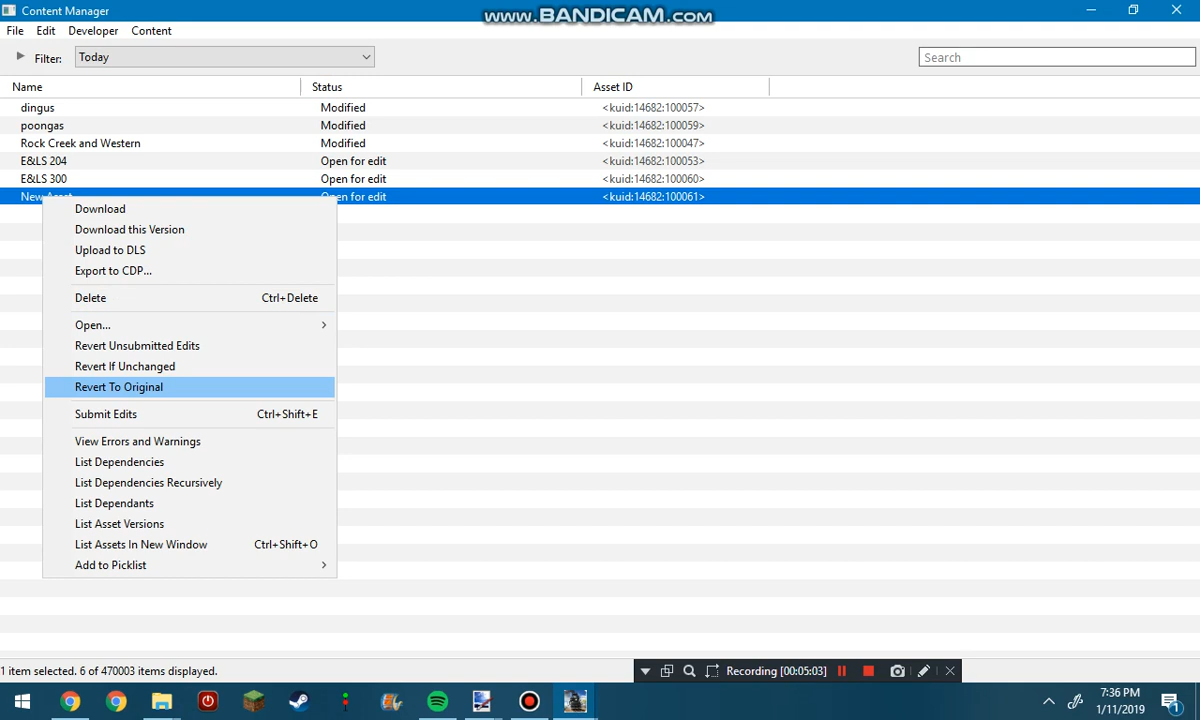 Content Manager
www.BANDICAM.com
File Edit Developer Content
Filter: Today Search
Name Status Asset ID
dingus Modified <kuid:14682:100057>
poongas Modified <kuid:14682:100059>
Rock Creek and Western Modified <kuid:14682:100047>
E&LS 204 Open for edit <kuid:14682:100053>
E&LS 300 Open for edit <kuid:14682:100060>
New Asset Open for edit <kuid:14682:100061>
Download
Download this Version
Upload to DLS
Export to CDP...
Delete Ctrl+Delete
Open...
Revert Unsubmitted Edits
Revert If Unchanged
Revert To Original
Submit Edits Ctrl+Shift+E
View Errors and Warnings
List Dependencies
List Dependencies Recursively
List Dependants
List Asset Versions
List Assets In New Window Ctrl+Shift+O
Add to Picklist
1 item selected. 6 of 470003 items displayed.
Recording [00:05:03]
7:36 PM
1/11/2019
1